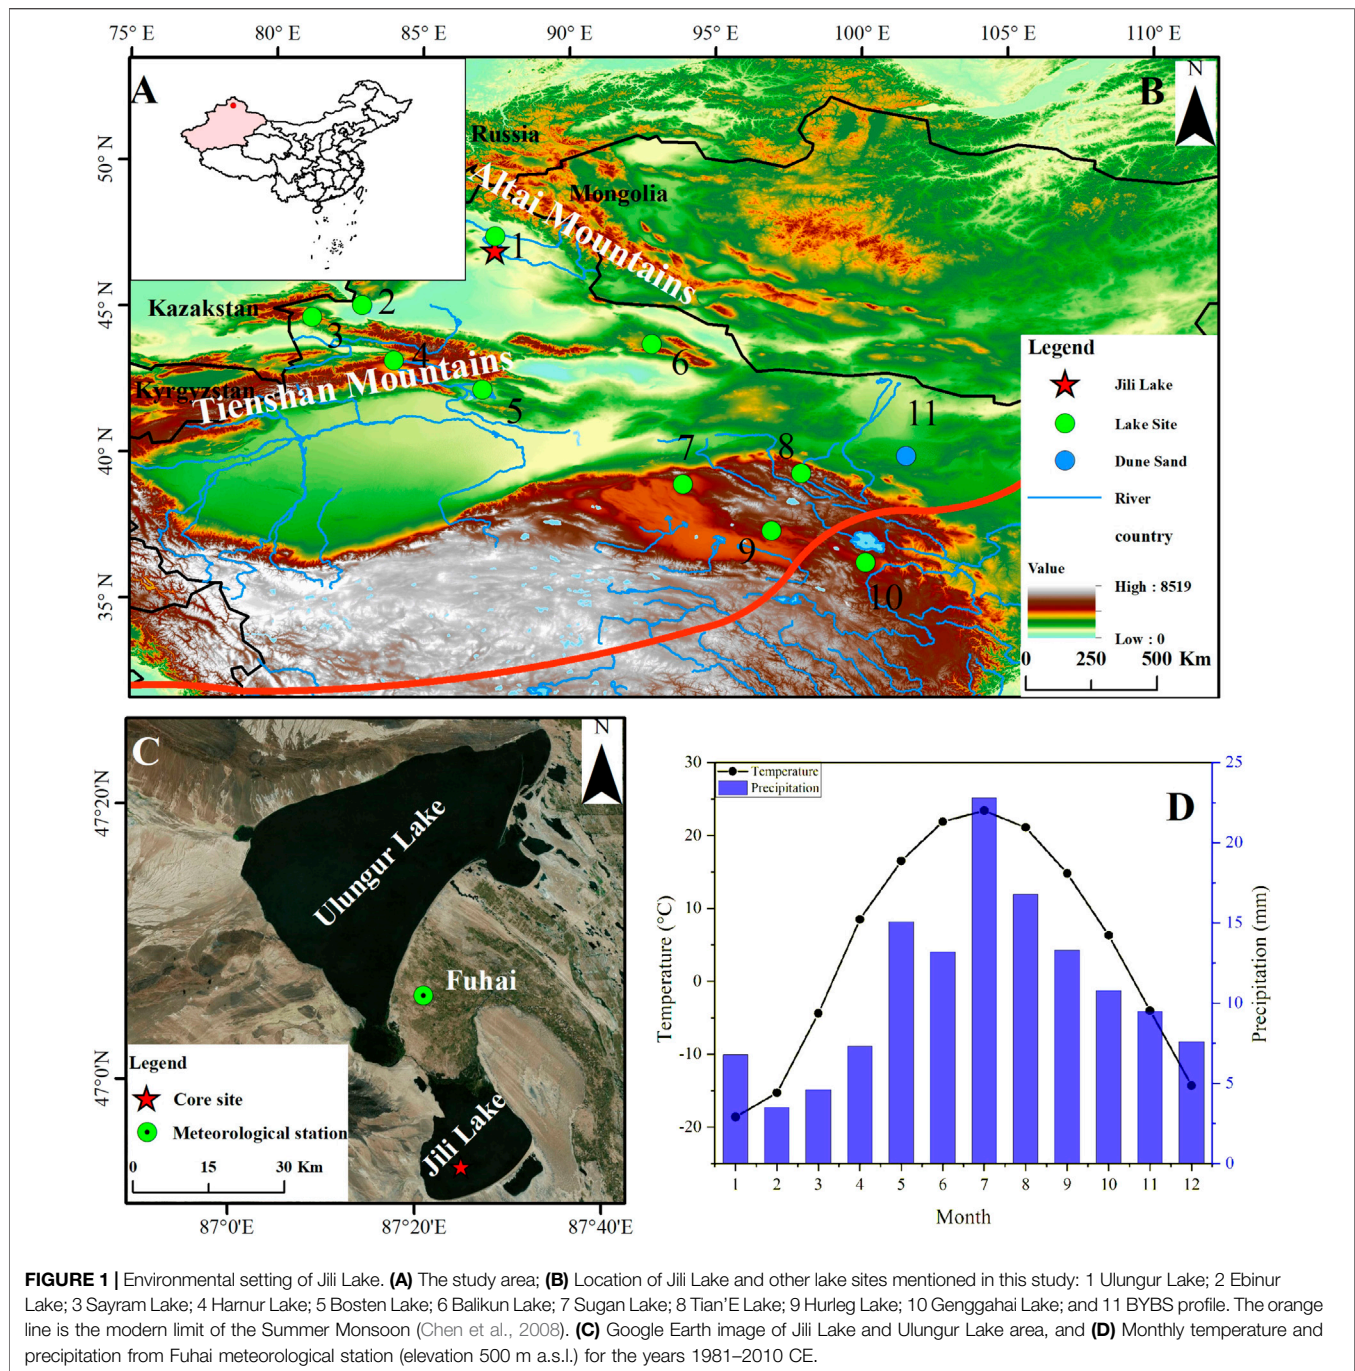 75° E 80° E 85° E 90° E 95° E 100° E 105° E 110° E
A
B
N
50° N
45° N
40° N
35° N
Russia
Altai Mountains
Mongolia
1
Kazakstan
2
3
4
Kyrgyzstan
Tienshan Mountains
5
6
7
8
9
10
11
Legend
Jili Lake
Lake Site
Dune Sand
River
country
Value
High : 8519
Low : 0
0 250 500 Km
C
N
47°20'N
47°0'N
Ulungur Lake
Fuhai
Jili Lake
Legend
Core site
Meteorological station
0 15 30 Km
87°0'E 87°20'E 87°40'E
D
Temperature
Precipitation
Temperature (°C)
30
20
10
0
-10
-20
Precipitation (mm)
25
20
15
10
5
0
1 2 3 4 5 6 7 8 9 10 11 12
Month
FIGURE 1 | Environmental setting of Jili Lake. (A) The study area; (B) Location of Jili Lake and other lake sites mentioned in this study: 1 Ulungur Lake; 2 Ebinur
Lake; 3 Sayram Lake; 4 Harnur Lake; 5 Bosten Lake; 6 Balikun Lake; 7 Sugan Lake; 8 Tian'E Lake; 9 Hurleg Lake; 10 Genggahai Lake; and 11 BYBS profile. The orange
line is the modern limit of the Summer Monsoon (Chen et al., 2008). (C) Google Earth image of Jili Lake and Ulungur Lake area, and (D) Monthly temperature and
precipitation from Fuhai meteorological station (elevation 500 m a.s.l.) for the years 1981–2010 CE.